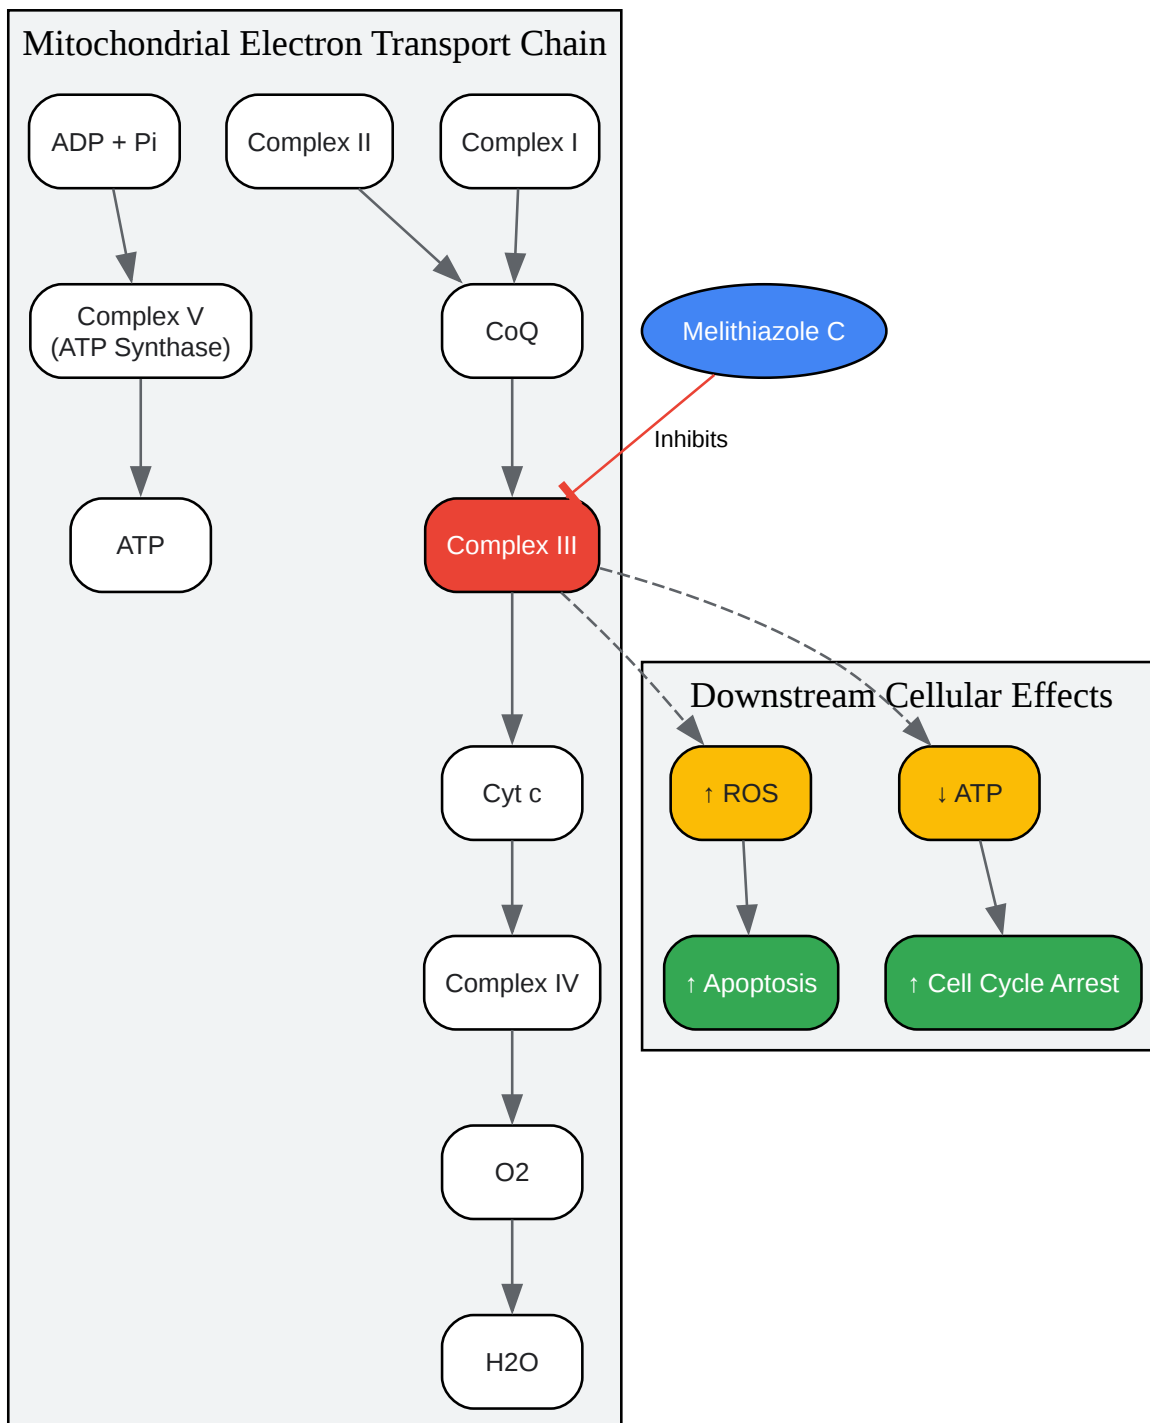 Mitochondrial Electron Transport Chain
ADP + Pi
Complex II
Complex I
Complex V
(ATP Synthase)
CoQ
Melithiazole C
Inhibits
ATP
Complex III
Downstream Cellular Effects
Cyt c
↑ ROS
↓ ATP
Complex IV
↑ Apoptosis
↑ Cell Cycle Arrest
O2
H2O